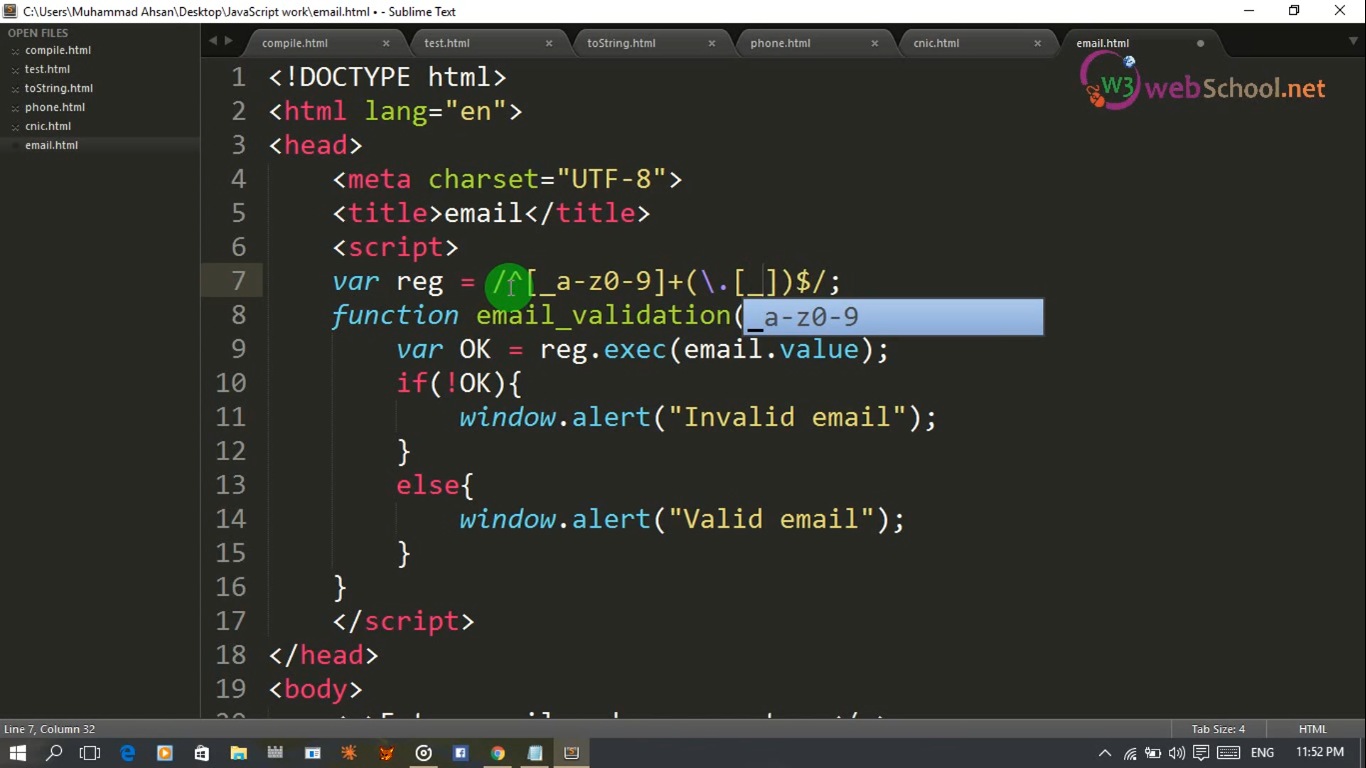 C:\Users\Muhammad Ahsan\Desktop\JavaScript work\email.html • - Sublime Text
OPEN FILES
compile.html
test.html
toString.html
phone.html
cnic.html
email.html
compile.html × test.html × toString.html × phone.html × cnic.html × email.html
W3 webSchool.net
1 <!DOCTYPE html>
2 <html lang="en">
3 <head>
4 <meta charset="UTF-8">
5 <title>email</title>
6 <script>
7 var reg = /^[_a-z0-9]+(\.[_])$/;
8 function email_validation(
_a-z0-9
9 var OK = reg.exec(email.value);
10 if(!OK){
11 window.alert("Invalid email");
12 }
13 else{
14 window.alert("Valid email");
15 }
16 }
17 </script>
18 </head>
19 <body>
Line 7, Column 32
Tab Size: 4
HTML
ENG
11:52 PM